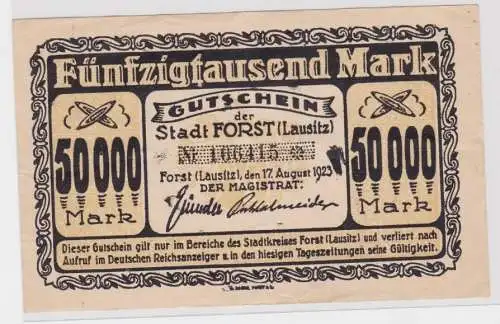 Fünfzigtausend Mark
GUTSCHEIN
der
Stadt FORST (Lausitz)
50000
Mark
№ 106415
50000
Mark
Forst (Lausitz), den 17. August 1923
DER MAGISTRAT:
Dieser Gutschein gilt nur im Bereiche des Stadtkreises Forst (Lausitz) und verliert nach
Aufruf im Deutschen Reichsanzeiger u. in den hiesigen Tageszeitungen seine Gültigkeit.